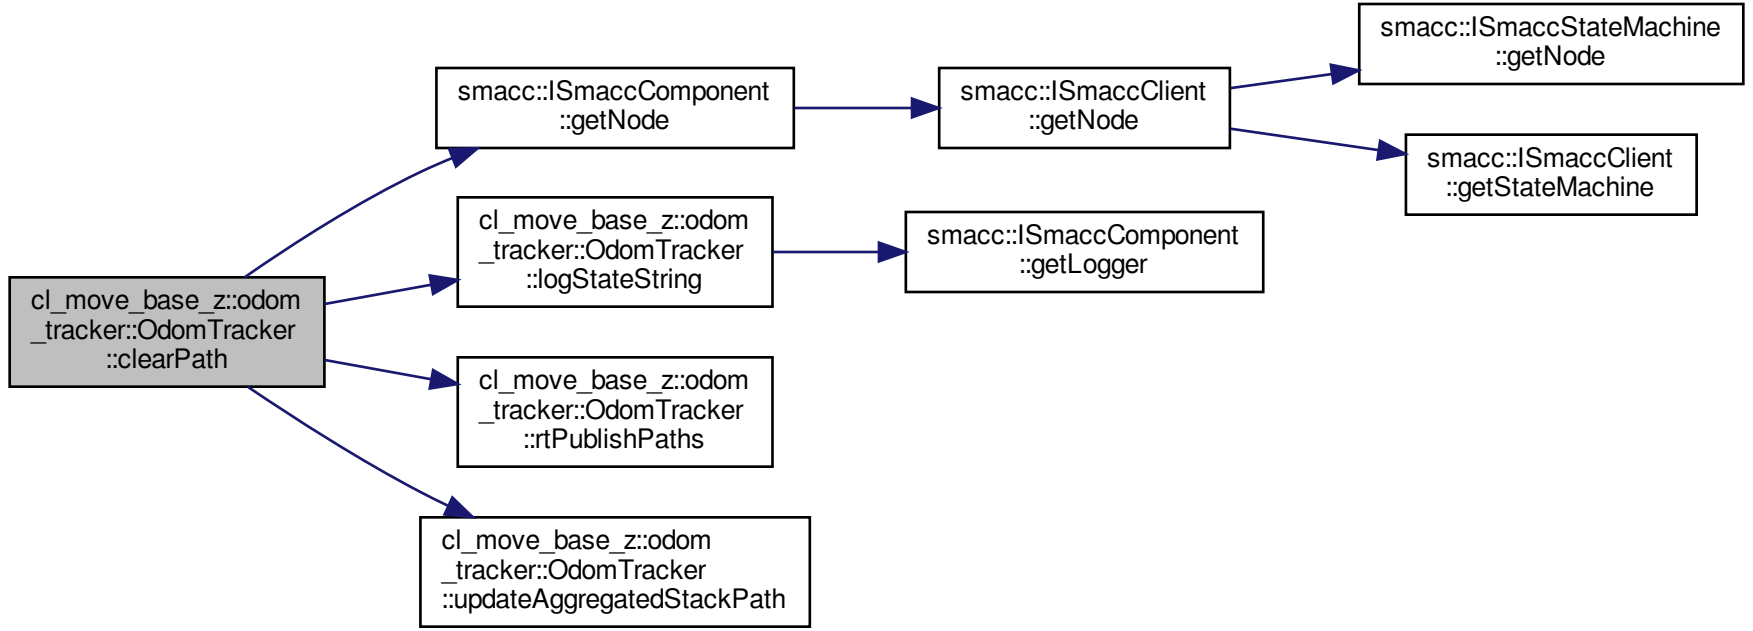 cl_move_base_z::odom
_tracker::OdomTracker
::clearPath
smacc::ISmaccComponent
::getNode
smacc::ISmaccClient
::getNode
smacc::ISmaccStateMachine
::getNode
smacc::ISmaccClient
::getStateMachine
cl_move_base_z::odom
_tracker::OdomTracker
::logStateString
smacc::ISmaccComponent
::getLogger
cl_move_base_z::odom
_tracker::OdomTracker
::rtPublishPaths
cl_move_base_z::odom
_tracker::OdomTracker
::updateAggregatedStackPath